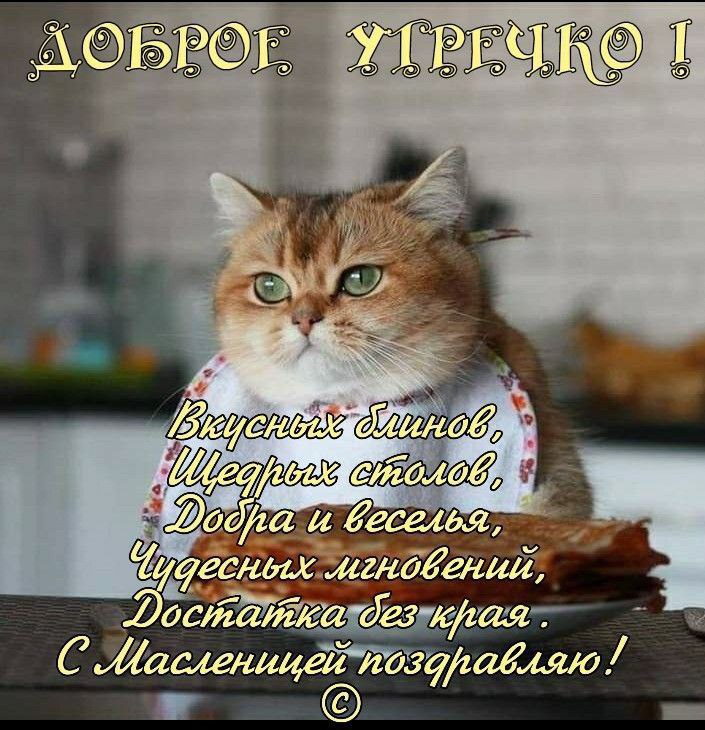 ДОБРОЕ УТРЕЧКО !
Вкусных блинов,
Щедрых столов,
Добра и веселья,
Чудесных мгновений,
Достатка без края .
С Масленицей поздравляю!
©